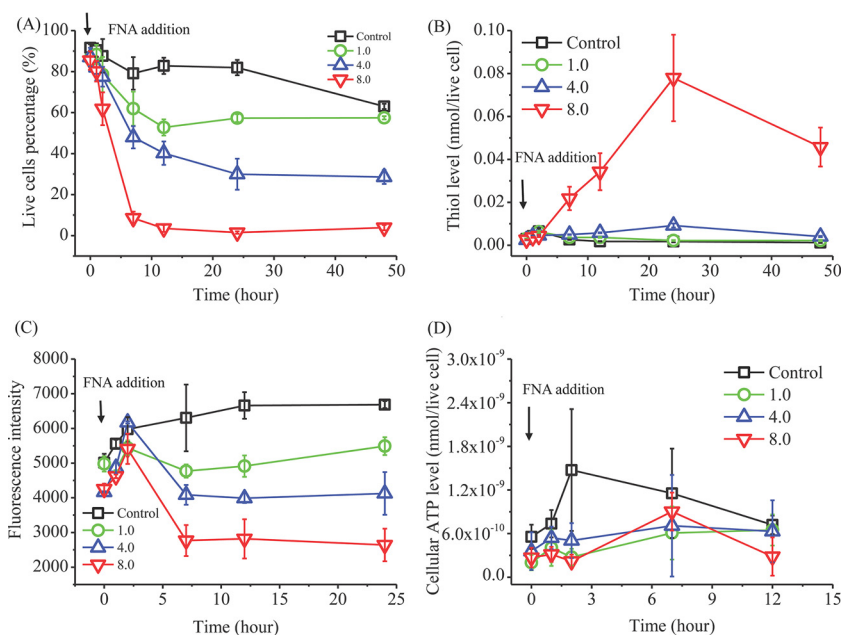 (A)
FNA addition
Control
1.0
4.0
8.0
Live cells percentage (%)
100
80
60
40
20
0
0 10 20 30 40 50
Time (hour)
(B)
Control
1.0
4.0
8.0
FNA addition
Thiol level (nmol/live cell)
0.10
0.08
0.06
0.04
0.02
0.00
0 10 20 30 40 50
Time (hour)
(C)
FNA addition
Control
1.0
4.0
8.0
Fluorescence intensity
8000
7000
6000
5000
4000
3000
2000
0 5 10 15 20 25
Time (hour)
(D)
FNA addition
Control
1.0
4.0
8.0
Cellular ATP level (nmol/live cell)
3.0x10⁻⁹
2.4x10⁻⁹
1.8x10⁻⁹
1.2x10⁻⁹
6.0x10⁻¹⁰
0.0
0 3 6 9 12 15
Time (hour)